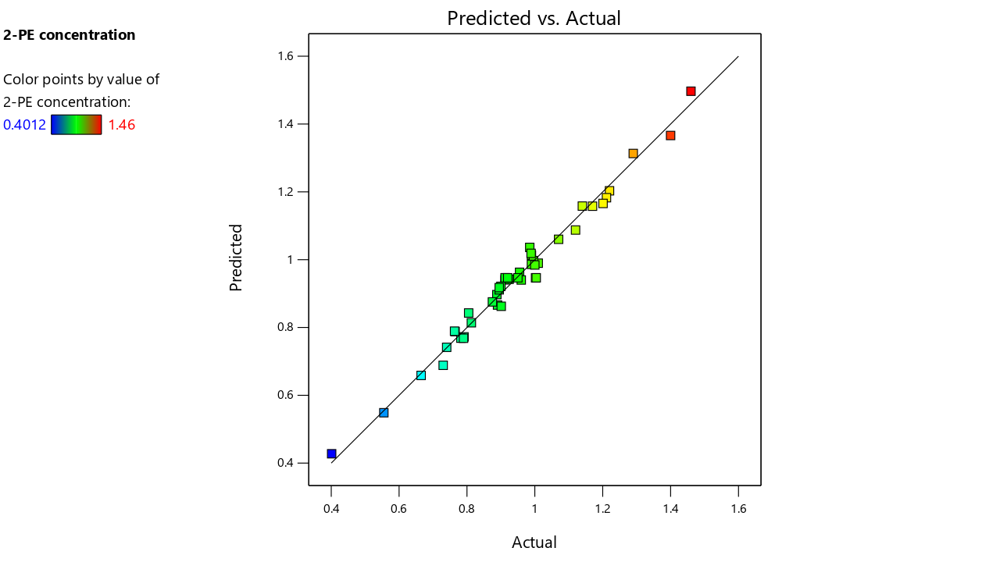 Predicted vs. Actual
2-PE concentration
Color points by value of
2-PE concentration:
0.4012 1.46
Predicted
1.6
1.4
1.2
1
0.8
0.6
0.4
0.4 0.6 0.8 1 1.2 1.4 1.6
Actual